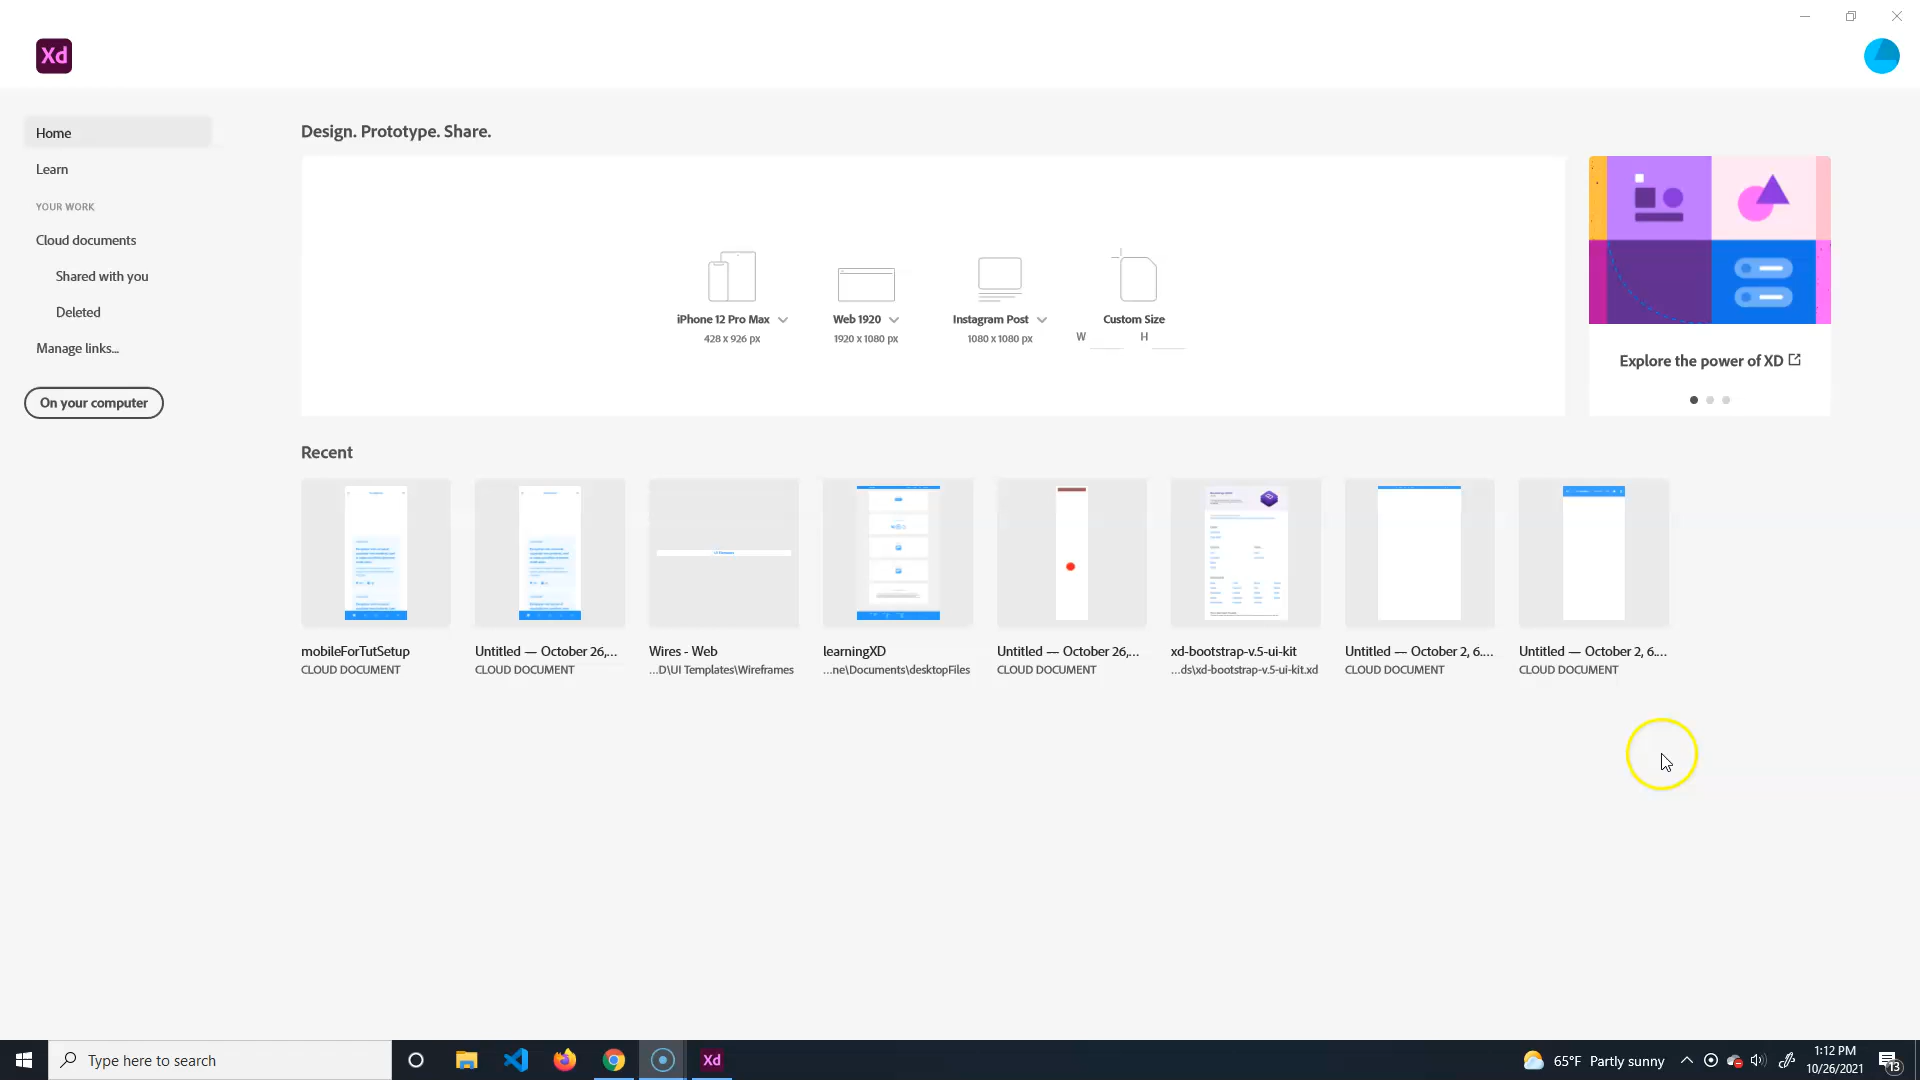 Xd
Home
Learn
YOUR WORK
Cloud documents
Shared with you
Deleted
Manage links...
On your computer
Design. Prototype. Share.
iPhone 12 Pro Max
428 x 926 px
Web 1920
1920 x 1080 px
Instagram Post
1080 x 1080 px
Custom Size
W
H
Explore the power of XD
Recent
mobileForTutSetup
CLOUD DOCUMENT
Untitled — October 26,...
CLOUD DOCUMENT
Wires - Web
...D\UI Templates\Wireframes
learningXD
...ne\Documents\desktopFiles
Untitled — October 26,...
CLOUD DOCUMENT
xd-bootstrap-v.5-ui-kit
...ds\xd-bootstrap-v.5-ui-kit.xd
Untitled — October 2, 6....
CLOUD DOCUMENT
Untitled — October 2, 6....
CLOUD DOCUMENT
Type here to search
Xd
65°F Partly sunny
1:12 PM
10/26/2021
13